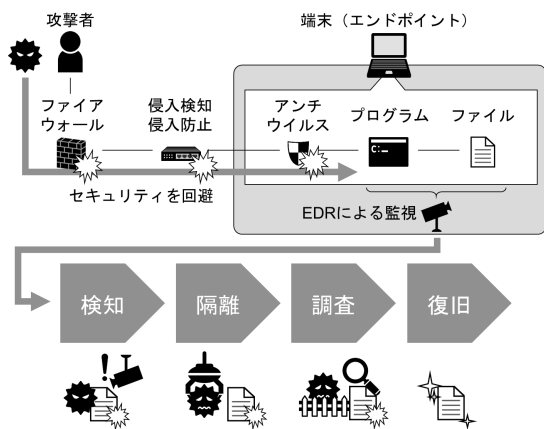 攻撃者
端末（エンドポイント）
ファイア
ウォール
侵入検知
侵入防止
アンチ
ウイルス
プログラム
ファイル
C:_
セキュリティを回避
EDRによる監視
検知
隔離
調査
復旧